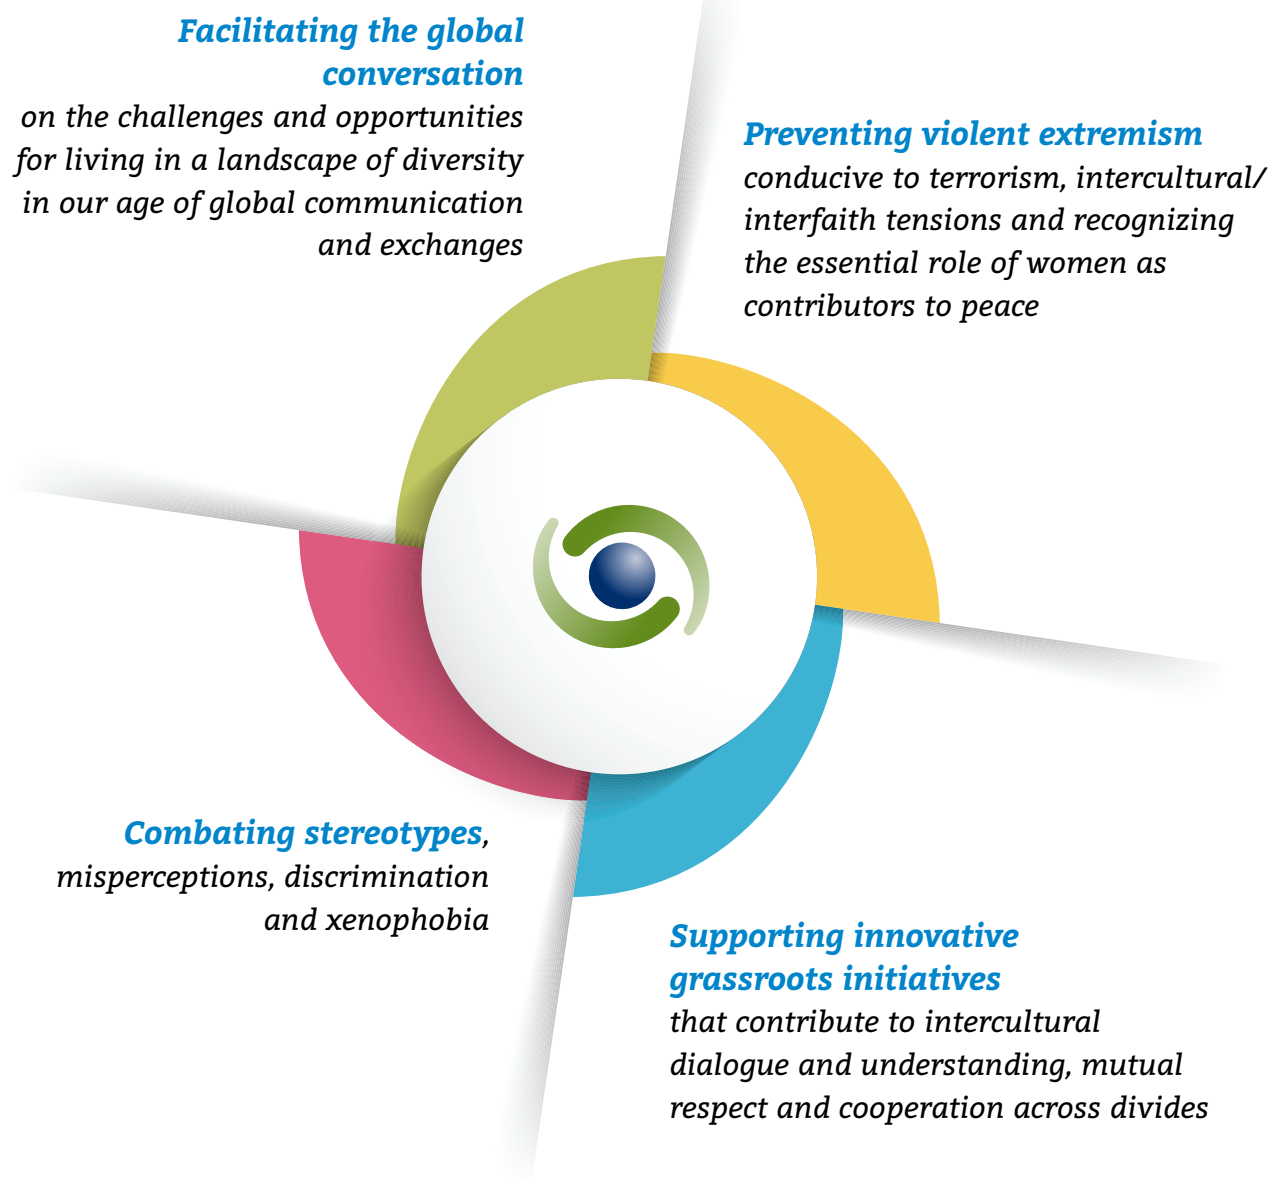 Facilitating the global
conversation
on the challenges and opportunities
for living in a landscape of diversity
in our age of global communication
and exchanges
Preventing violent extremism
conducive to terrorism, intercultural/
interfaith tensions and recognizing
the essential role of women as
contributors to peace
Combating stereotypes,
misperceptions, discrimination
and xenophobia
Supporting innovative
grassroots initiatives
that contribute to intercultural
dialogue and understanding, mutual
respect and cooperation across divides